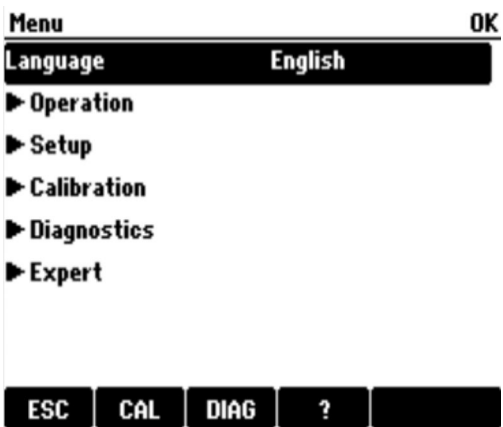 Menu OK
Language English
Operation
Setup
Calibration
Diagnostics
Expert
ESC CAL DIAG ?